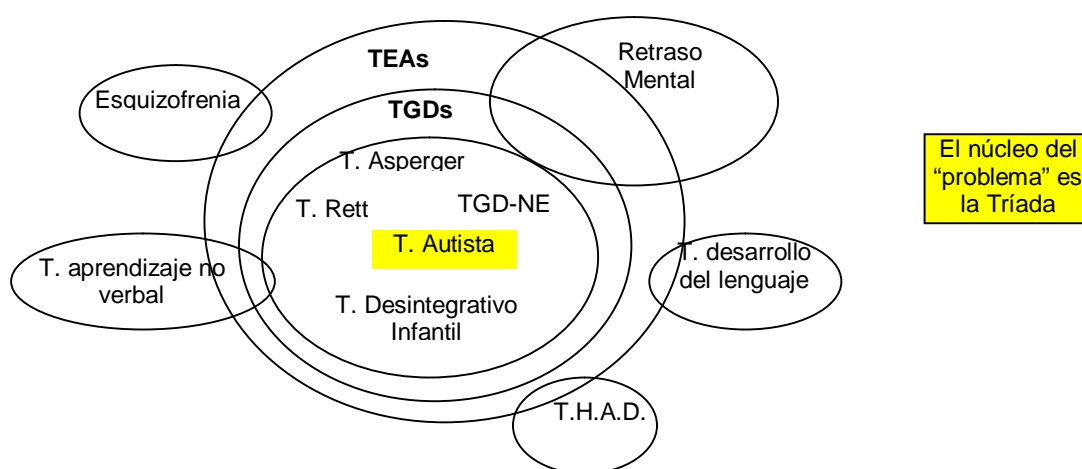 TEAs
Retraso
Mental
Esquizofrenia
TGDs
T. Asperger
T. Rett
TGD-NE
T. Autista
T. Desintegrativo
Infantil
T. aprendizaje no
verbal
T. desarrollo
del lenguaje
T.H.A.D.
El núcleo del
“problema” es
la Tríada